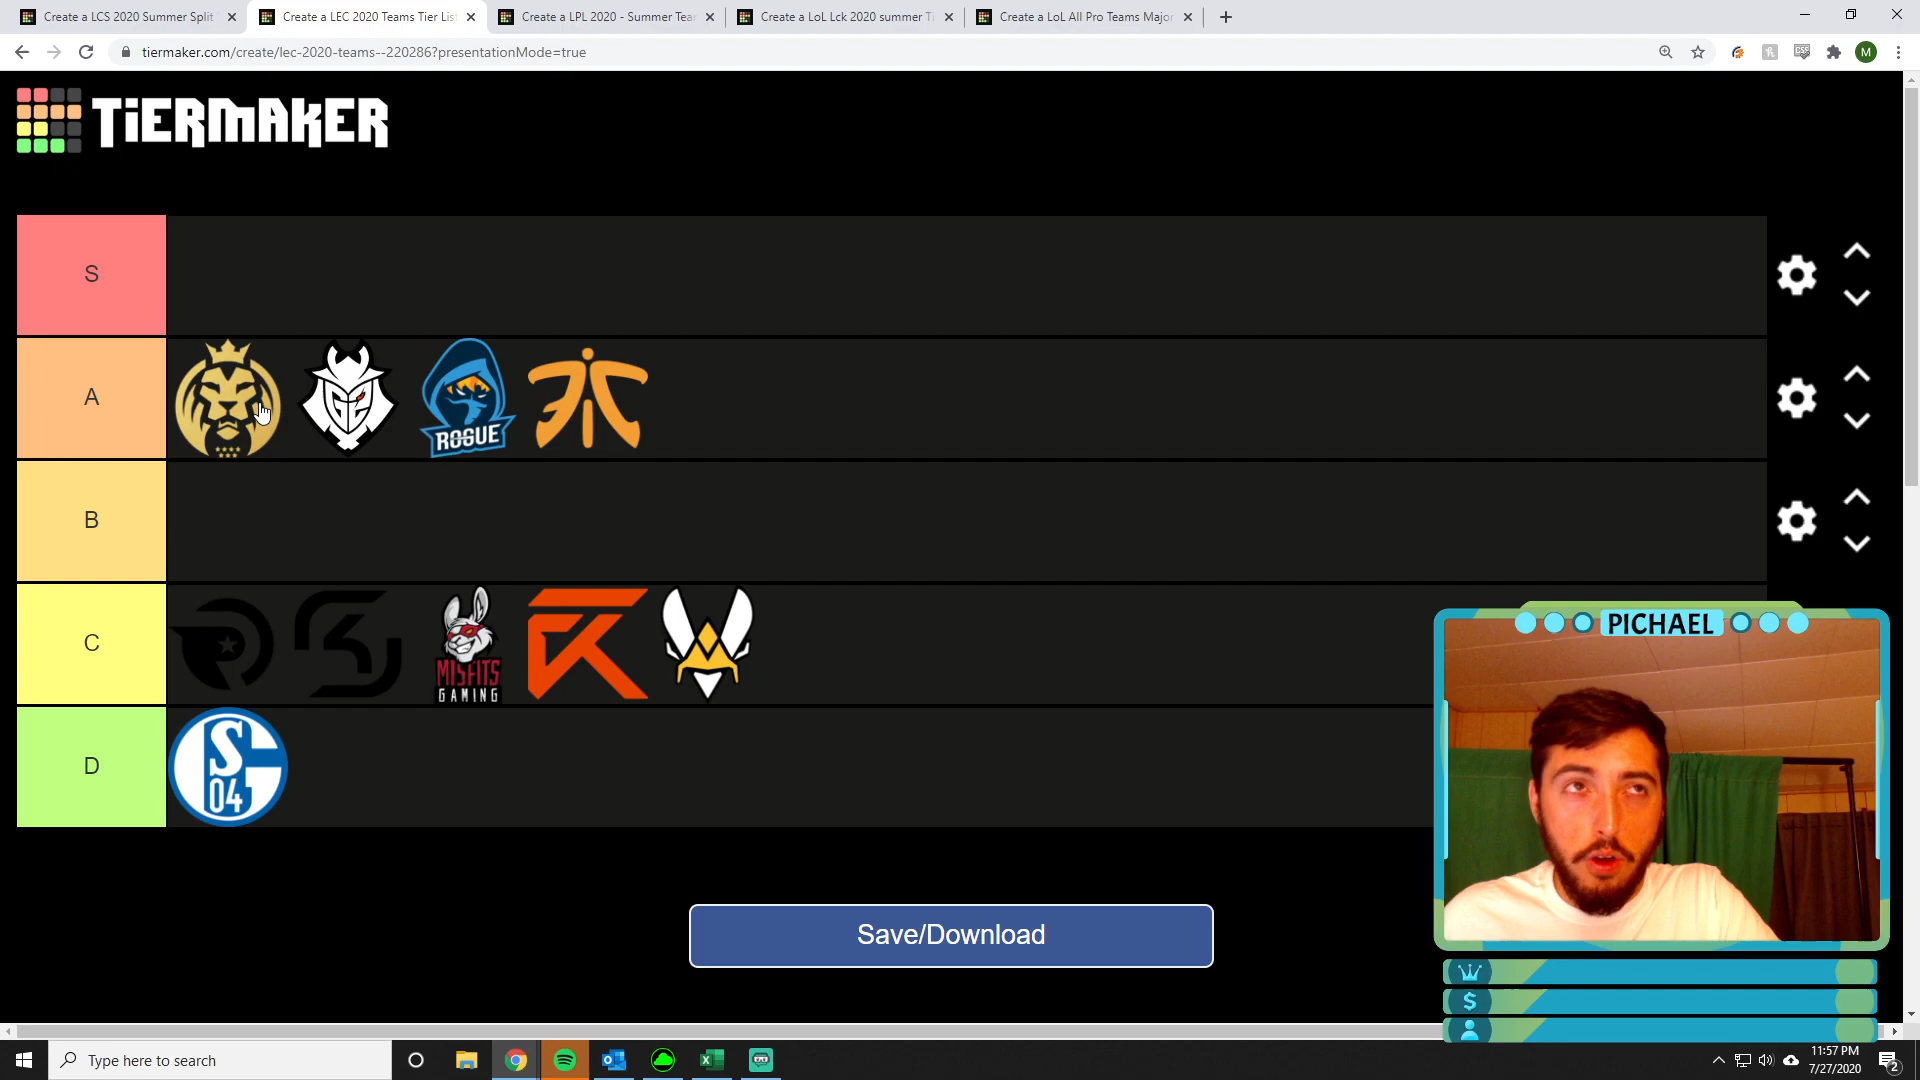 Create a LCS 2020 Summer Split
Create a LEC 2020 Teams Tier Lis
Create a LPL 2020 - Summer Tea
Create a LoL Lck 2020 summer T
Create a LoL All Pro Teams Major
tiermaker.com/create/lec-2020-teams--220286?presentationMode=true
M
TiERMAKER
S
A
ROGUE
B
C
MISFITS
GAMING
D
S
04
PICHAEL
Save/Download
$
Type here to search
11:57 PM
7/27/2020
2